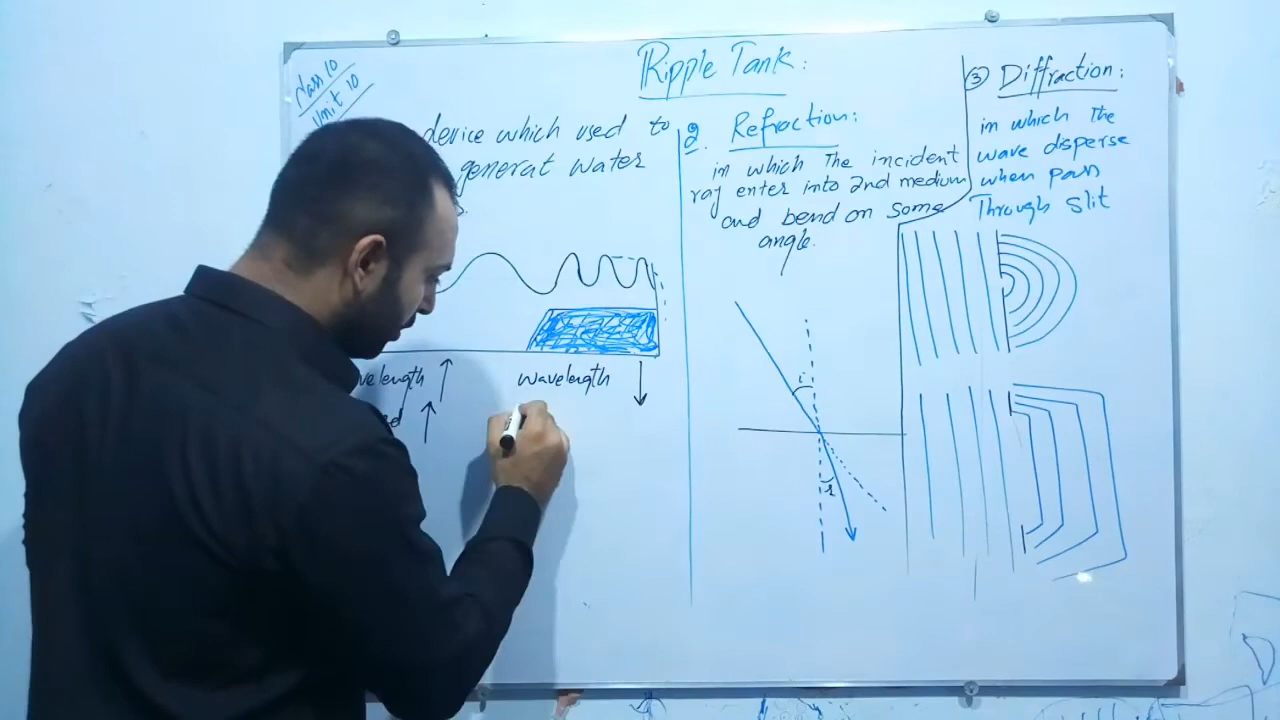 Ripple Tank:
Class 10
Unit 10
device which used to
generat water
wavelength
2. Refraction:
in which The incident
ray enter into 2nd medium
and bend on some
angle.
i
r
③ Diffraction:
in which The
wave disperse
when pass
Through slit